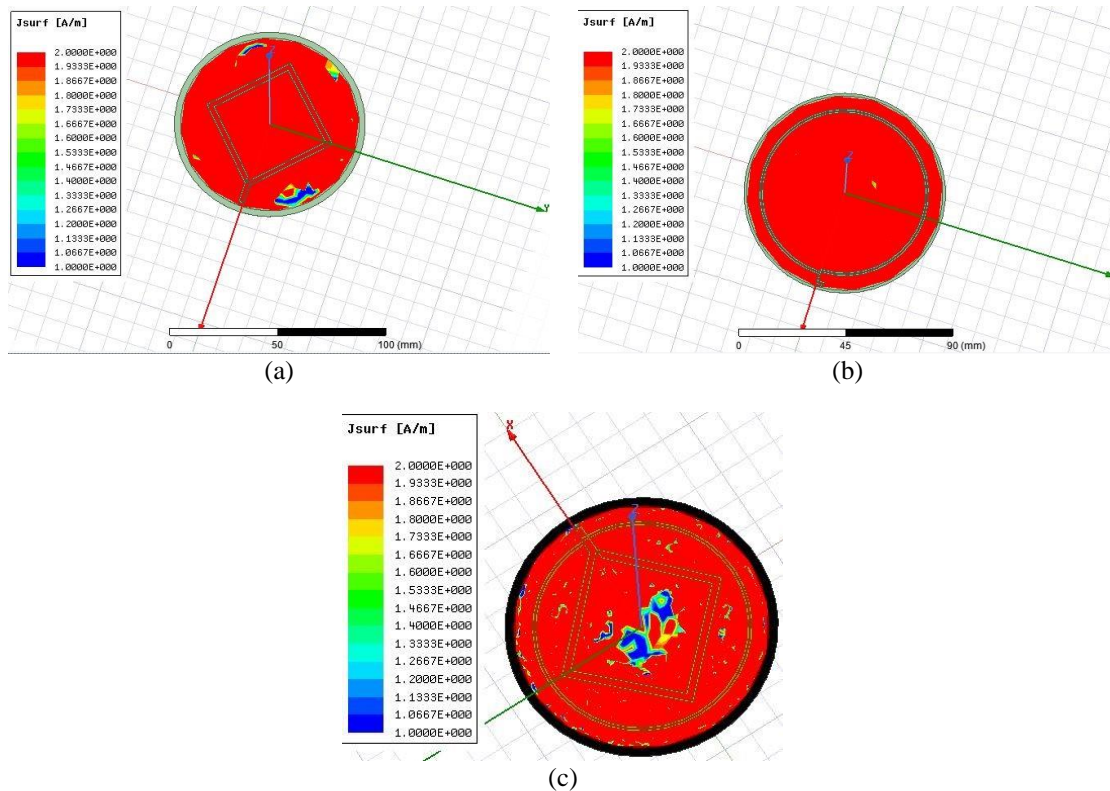 Jsurf [A/m]
2.0000E+000
1.9333E+000
1.8667E+000
1.8000E+000
1.7333E+000
1.6667E+000
1.6000E+000
1.5333E+000
1.4667E+000
1.4000E+000
1.3333E+000
1.2667E+000
1.2000E+000
1.1333E+000
1.0667E+000
1.0000E+000
Z
Y
0 50 100 (mm)
(a)
Jsurf [A/m]
2.0000E+000
1.9333E+000
1.8667E+000
1.8000E+000
1.7333E+000
1.6667E+000
1.6000E+000
1.5333E+000
1.4667E+000
1.4000E+000
1.3333E+000
1.2667E+000
1.2000E+000
1.1333E+000
1.0667E+000
1.0000E+000
Z
0 45 90 (mm)
(b)
Jsurf [A/m]
2.0000E+000
1.9333E+000
1.8667E+000
1.8000E+000
1.7333E+000
1.6667E+000
1.6000E+000
1.5333E+000
1.4667E+000
1.4000E+000
1.3333E+000
1.2667E+000
1.2000E+000
1.1333E+000
1.0667E+000
1.0000E+000
X
Z
(c)